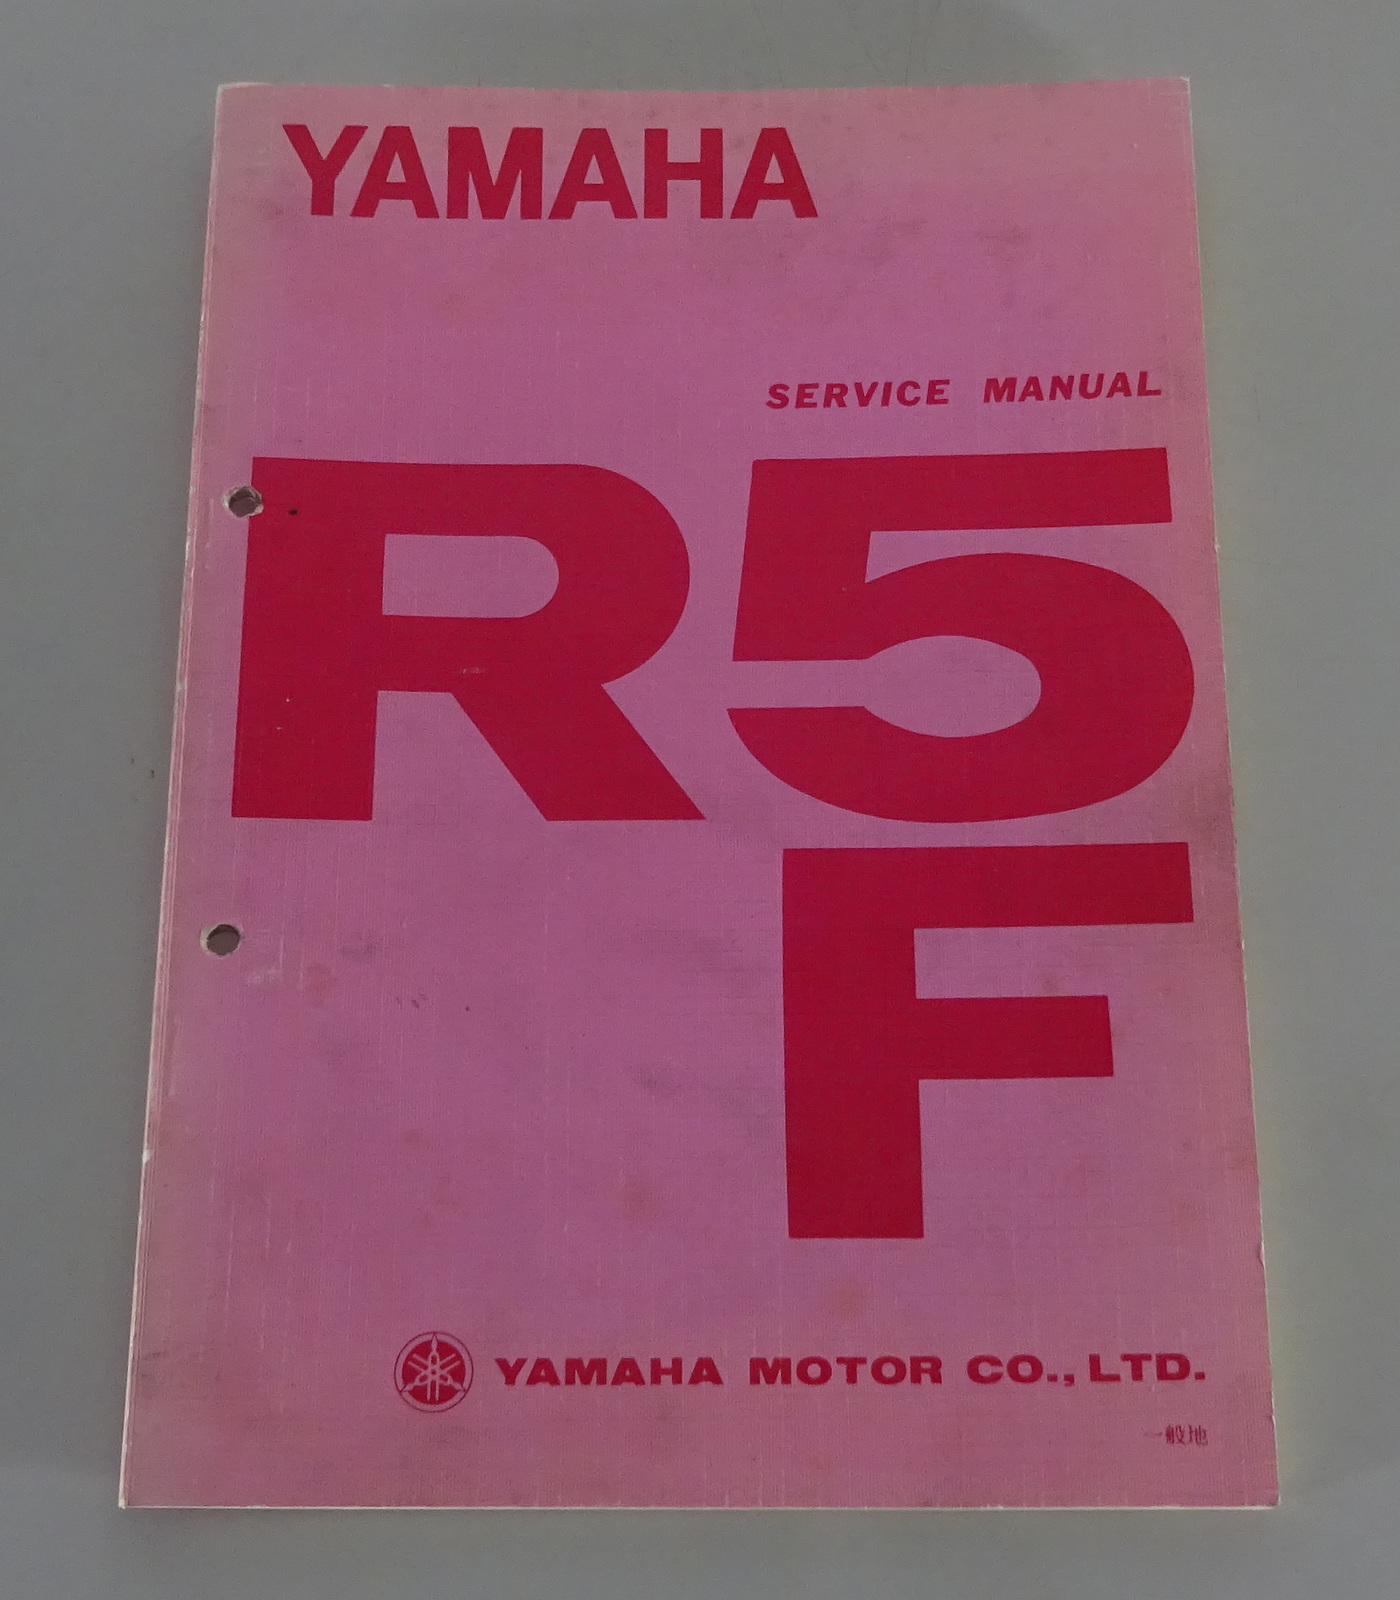 YAMAHA
SERVICE MANUAL
R5
F
YAMAHA MOTOR CO., LTD.
一般地